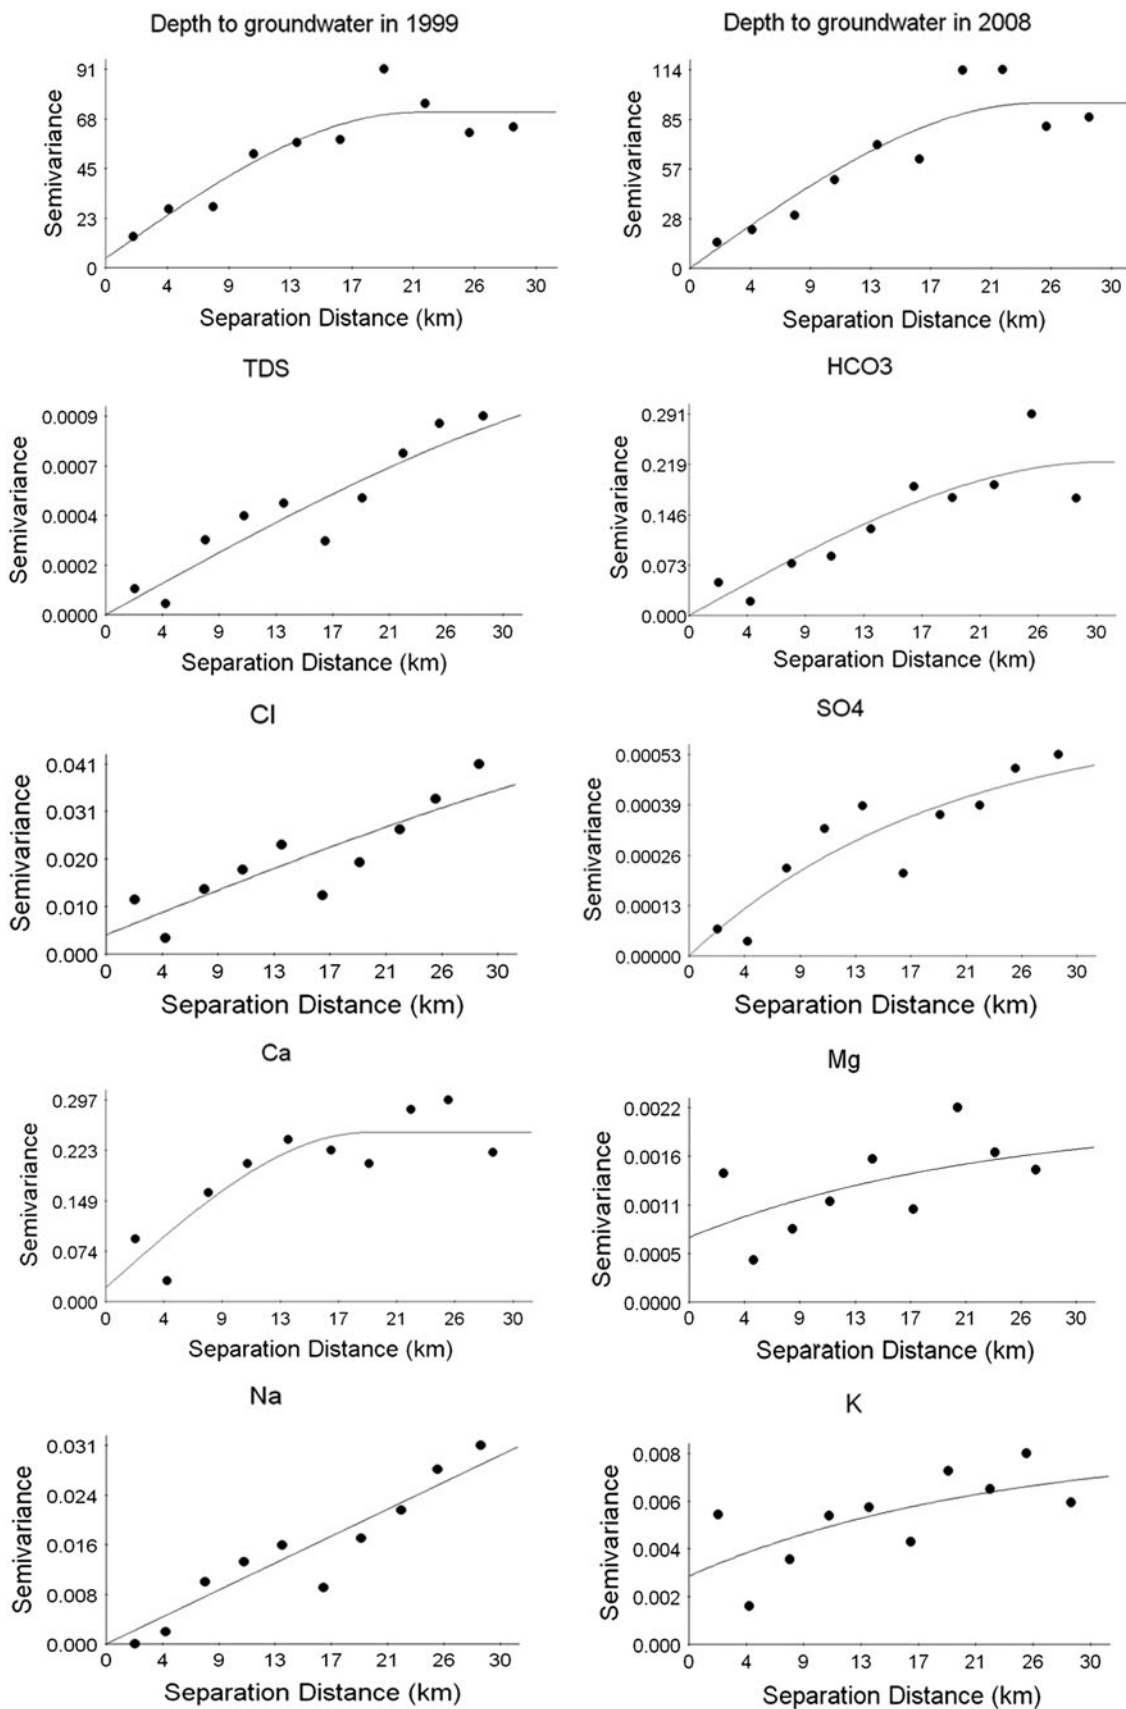 Depth to groundwater in 1999
91
68
45
23
0
Semivariance
0 4 9 13 17 21 26 30
Separation Distance (km)
Depth to groundwater in 2008
114
85
57
28
0
Semivariance
0 4 9 13 17 21 26 30
Separation Distance (km)
TDS
0.0009
0.0007
0.0004
0.0002
0.0000
Semivariance
0 4 9 13 17 21 26 30
Separation Distance (km)
HCO3
0.291
0.219
0.146
0.073
0.000
Semivariance
0 4 9 13 17 21 26 30
Separation Distance (km)
Cl
0.041
0.031
0.020
0.010
0.000
Semivariance
0 4 9 13 17 21 26 30
Separation Distance (km)
SO4
0.00053
0.00039
0.00026
0.00013
0.00000
Semivariance
0 4 9 13 17 21 26 30
Separation Distance (km)
Ca
0.297
0.223
0.149
0.074
0.000
Semivariance
0 4 9 13 17 21 26 30
Separation Distance (km)
Mg
0.0022
0.0016
0.0011
0.0005
0.0000
Semivariance
0 4 9 13 17 21 26 30
Separation Distance (km)
Na
0.031
0.024
0.016
0.008
0.000
Semivariance
0 4 9 13 17 21 26 30
Separation Distance (km)
K
0.008
0.006
0.004
0.002
0.000
Semivariance
0 4 9 13 17 21 26 30
Separation Distance (km)